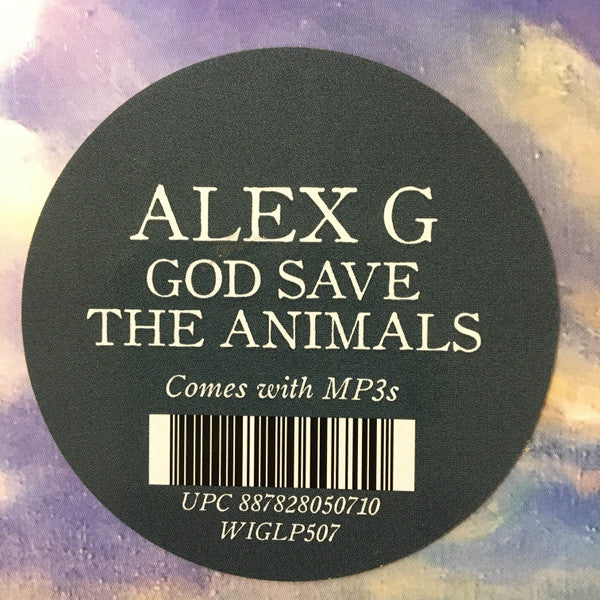 ALEX G
GOD SAVE
THE ANIMALS
Comes with MP3s
UPC 887828050710
WIGLP507